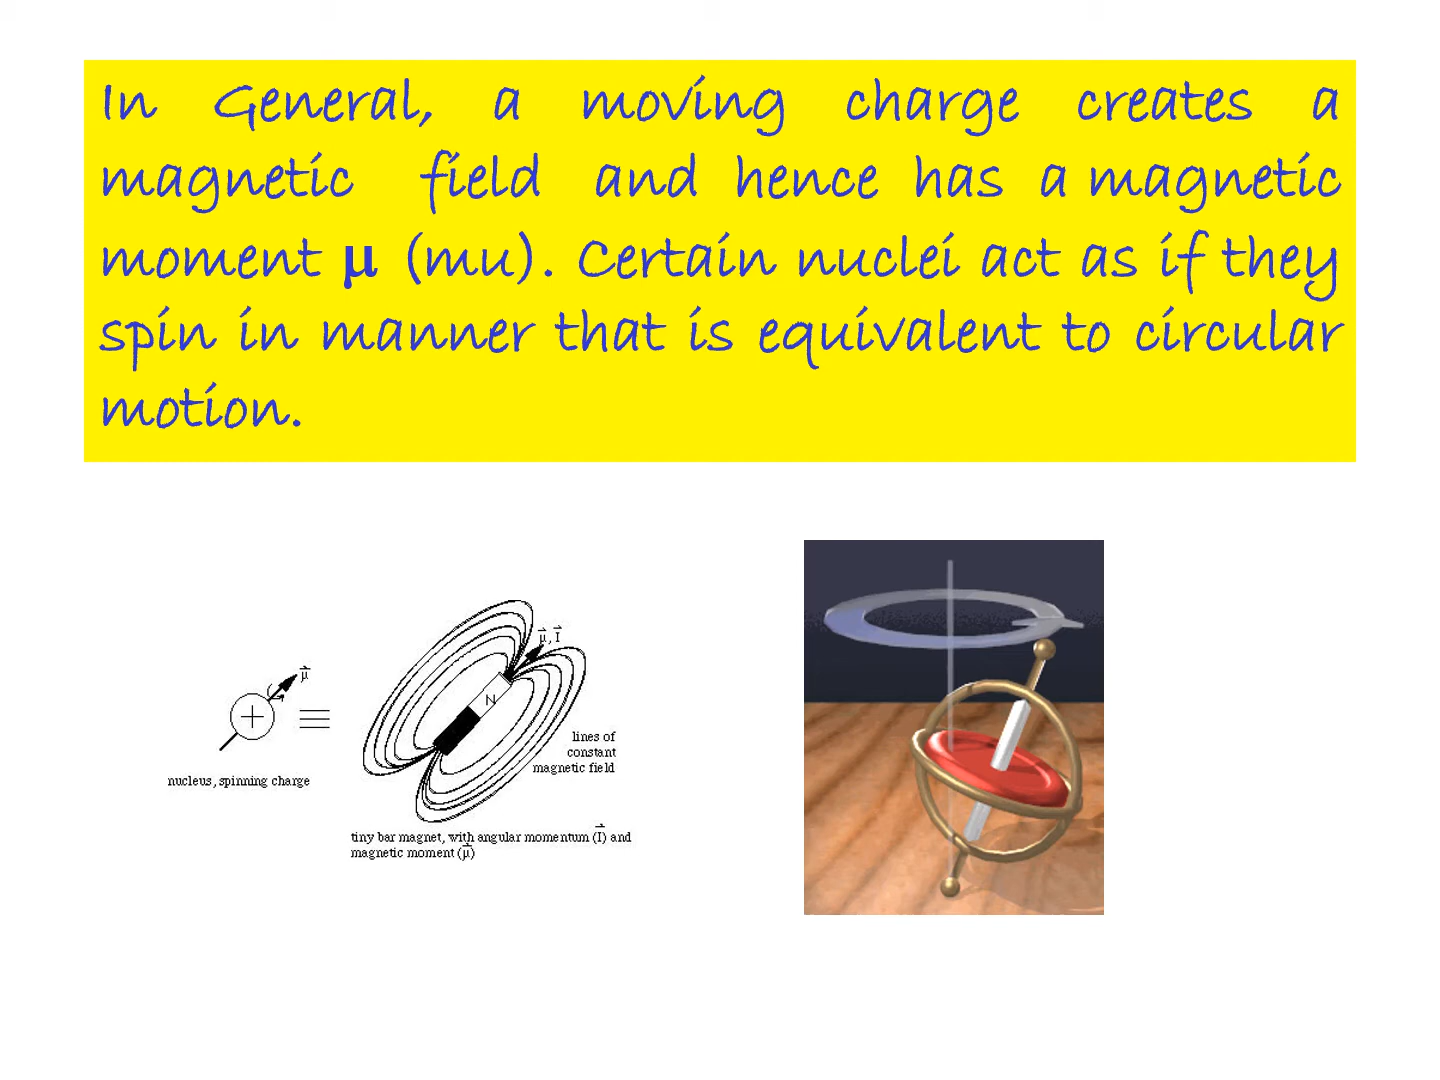 In General, a moving charge creates a
magnetic field and hence has a magnetic
moment μ (mu). Certain nuclei act as if they
spin in manner that is equivalent to circular
motion.
μ⃗
μ⃗, I⃗
N
lines of
constant
magnetic field
nucleus, spinning charge
tiny bar magnet, with angular momentum (I⃗) and
magnetic moment (μ⃗)